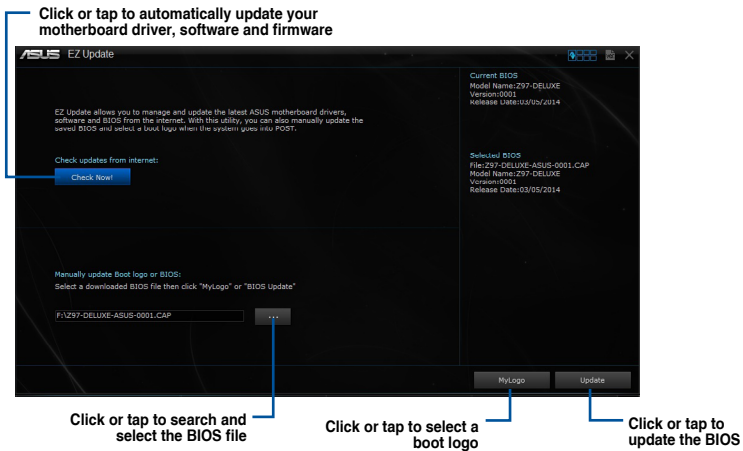 Click or tap to automatically update your
motherboard driver, software and firmware
ASUS EZ Update
EZ Update allows you to manage and update the latest ASUS motherboard drivers,
software and BIOS from the internet. With this utility, you can also manually update the
saved BIOS and select a boot logo when the system goes into POST.
Check updates from internet:
Check Now!
Manually update Boot logo or BIOS:
Select a downloaded BIOS file then click "MyLogo" or "BIOS Update"
F:\Z97-DELUXE-ASUS-0001.CAP
...
Current BIOS
Model Name:Z97-DELUXE
Version:0001
Release Date:03/05/2014
Selected BIOS
File:Z97-DELUXE-ASUS-0001.CAP
Model Name:Z97-DELUXE
Version:0001
Release Date:03/05/2014
MyLogo
Update
Click or tap to search and
select the BIOS file
Click or tap to select a
boot logo
Click or tap to
update the BIOS